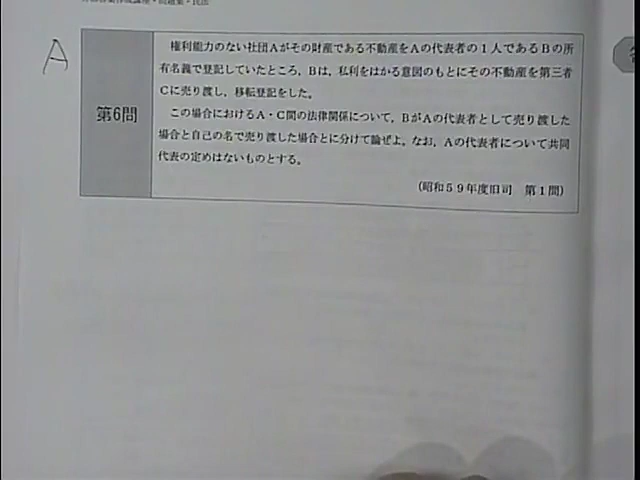 問題集・民法
A
権利能力のない社団Aがその財産である不動産をAの代表者の1人であるBの所
有名義で登記していたところ，Bは，私利をはかる意図のもとにその不動産を第三者
Cに売り渡し，移転登記をした。
第6問
この場合におけるA・C間の法律関係について，BがAの代表者として売り渡した
場合と自己の名で売り渡した場合とに分けて論ぜよ。なお，Aの代表者について共同
代表の定めはないものとする。
（昭和59年度旧司　第1問）